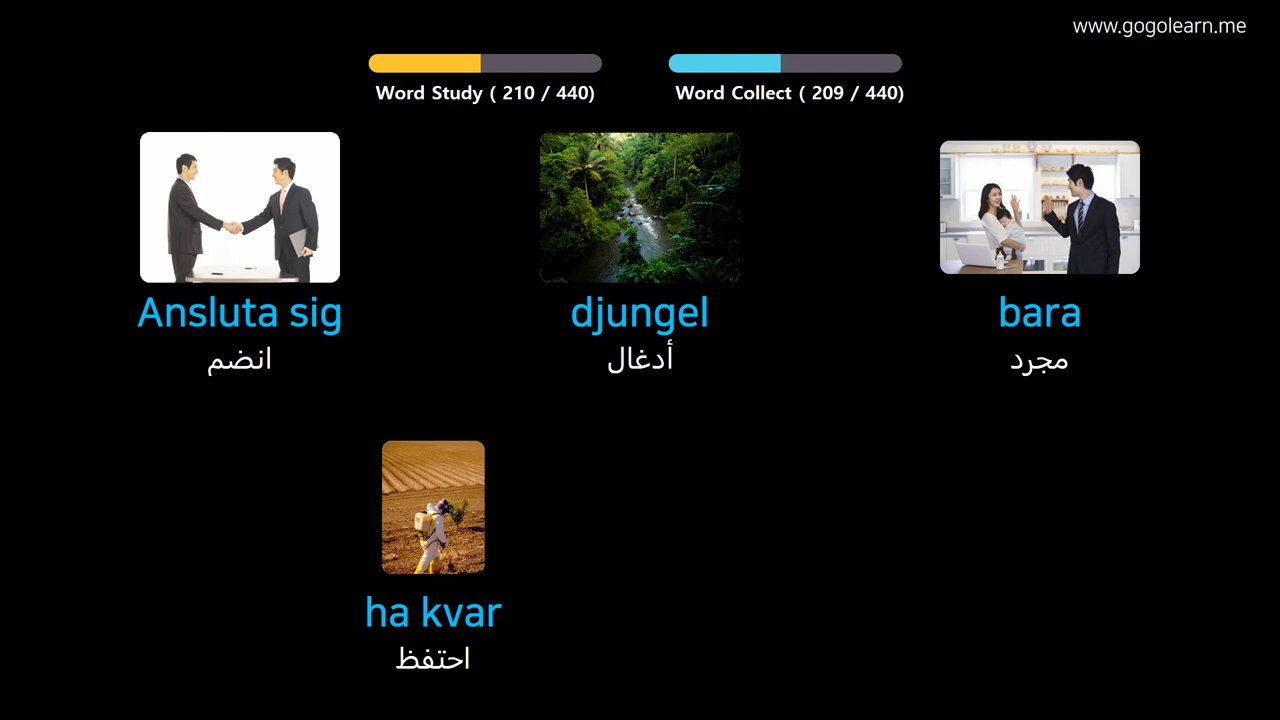 www.gogolearn.me
Word Study ( 210 / 440)
Word Collect ( 209 / 440)
Ansluta sig
انضم
djungel
أدغال
bara
مجرد
ha kvar
احتفظ